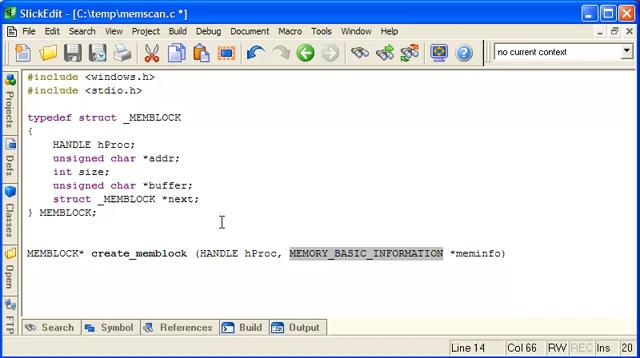 SlickEdit - [C:\temp\memscan.c *]
File Edit Search View Project Build Debug Document Macro Tools Window Help
no current context
#include <windows.h>
#include <stdio.h>
typedef struct _MEMBLOCK
{
HANDLE hProc;
unsigned char *addr;
int size;
unsigned char *buffer;
struct _MEMBLOCK *next;
} MEMBLOCK;
MEMBLOCK* create_memblock (HANDLE hProc, MEMORY_BASIC_INFORMATION *meminfo)
Projects
Defs
Classes
Open
FTP
Search Symbol References Build Output
Line 14 Col 66 RW REC Ins 20